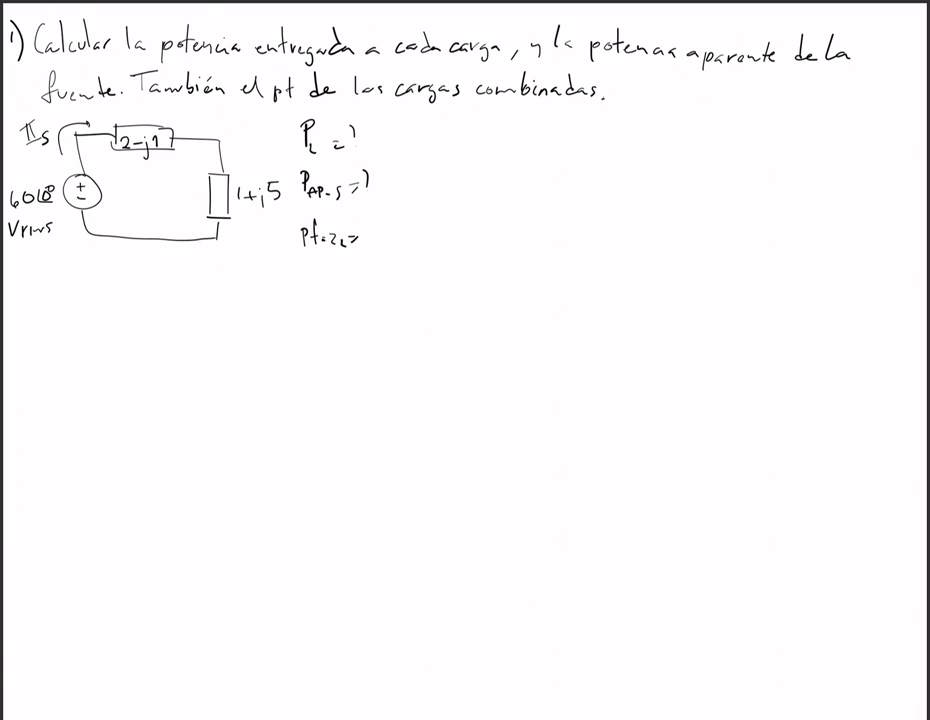 1) Calcular la potencia entregada a cada carga, y la potencia aparente de la
fuente. También el pf de las cargas combinadas.
IIs
2-j1
60∠0°
Vrms
+
-
1+j5
PL = ?
PAP-s = ?
pf-ZL =